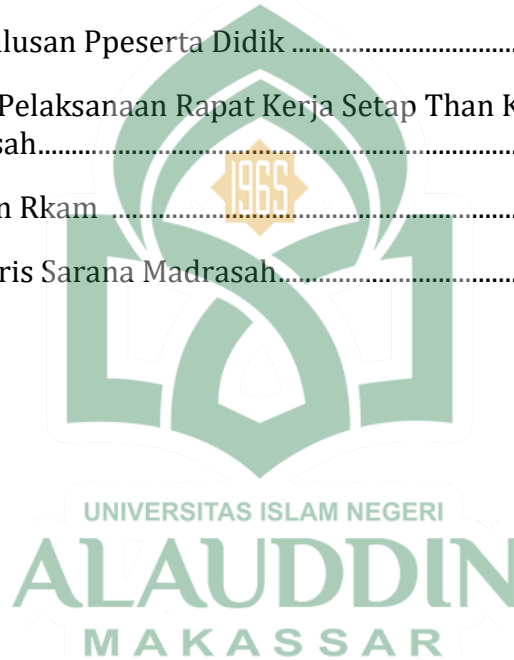 lusan Ppeserta Didik ........................................
Pelaksanaan Rapat Kerja Setap Than K
sah........................................................................
n Rkam ................................................................
ris Sarana Madrasah........................................
1965
UNIVERSITAS ISLAM NEGERI
ALAUDDIN
MAKASSAR